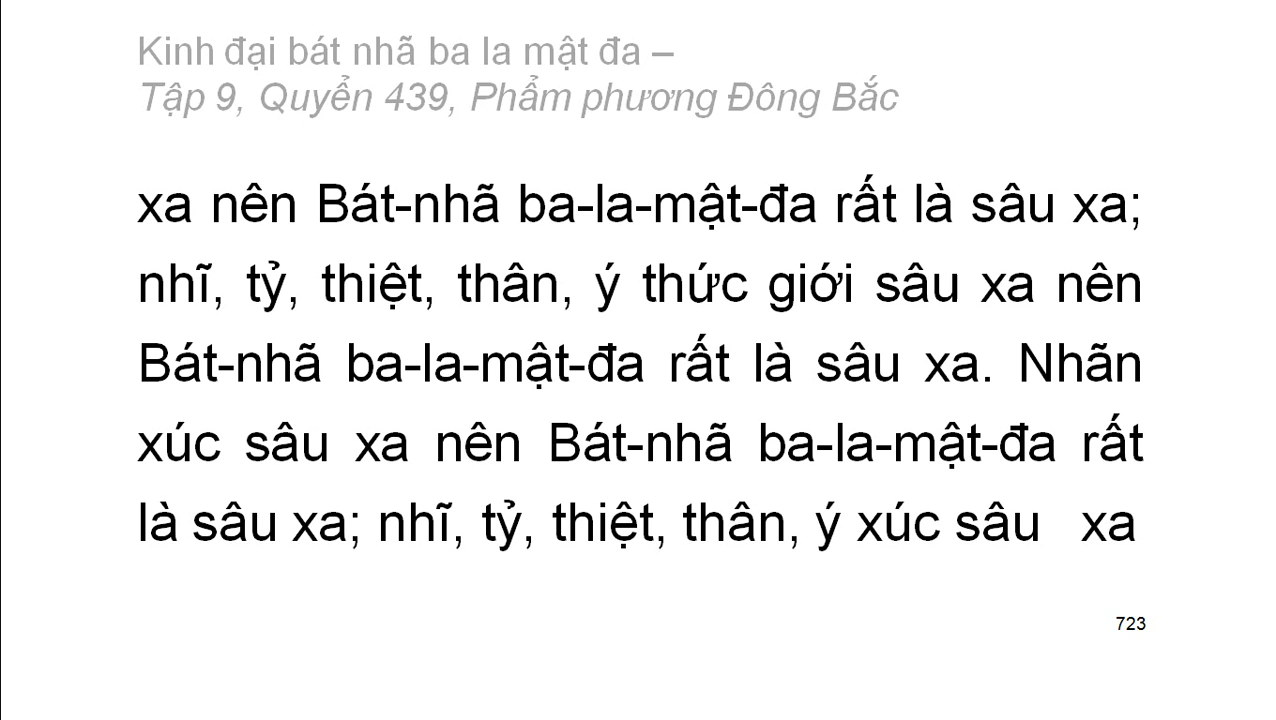 Kinh đại bát nhã ba la mật đa –
Tập 9, Quyển 439, Phẩm phương Đông Bắc
xa nên Bát-nhã ba-la-mật-đa rất là sâu xa;
nhĩ, tỷ, thiệt, thân, ý thức giới sâu xa nên
Bát-nhã ba-la-mật-đa rất là sâu xa. Nhãn
xúc sâu xa nên Bát-nhã ba-la-mật-đa rất
là sâu xa; nhĩ, tỷ, thiệt, thân, ý xúc sâu xa
723